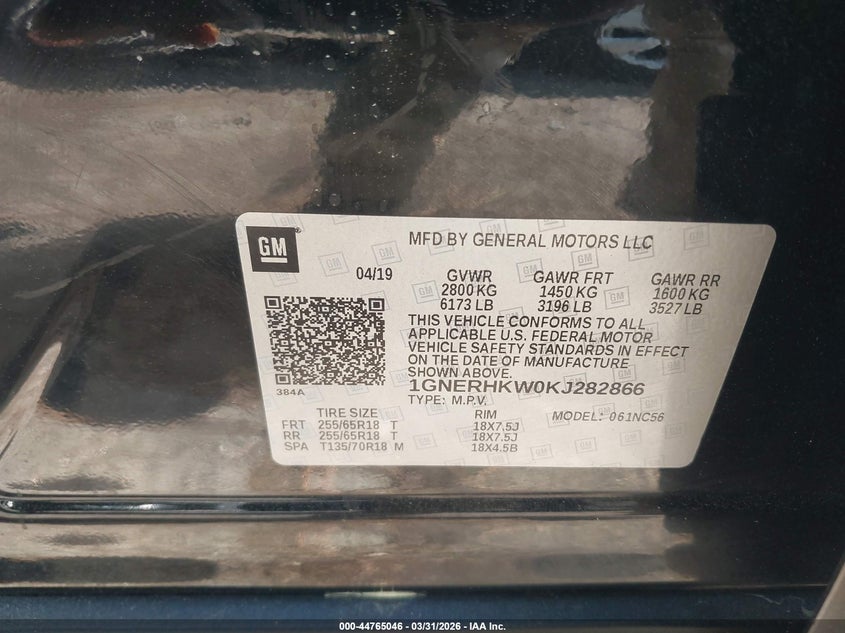 GM
MFD BY GENERAL MOTORS LLC
04/19 GVWR GAWR FRT GAWR RR
2800 KG 1450 KG 1600 KG
6173 LB 3196 LB 3527 LB
THIS VEHICLE CONFORMS TO ALL
APPLICABLE U.S. FEDERAL MOTOR
VEHICLE SAFETY STANDARDS IN EFFECT
ON THE DATE OF MANUFACTURE
SHOWN ABOVE.
384A
1GNERHKW0KJ282866
TYPE: M.P.V. MODEL: 061NC56
TIRE SIZE RIM
FRT 255/65R18 T 18X7.5J
RR 255/65R18 T 18X7.5J
SPA T135/70R18 M 18X4.5B
000-44765046 — 03/31/2026 — IAA Inc.